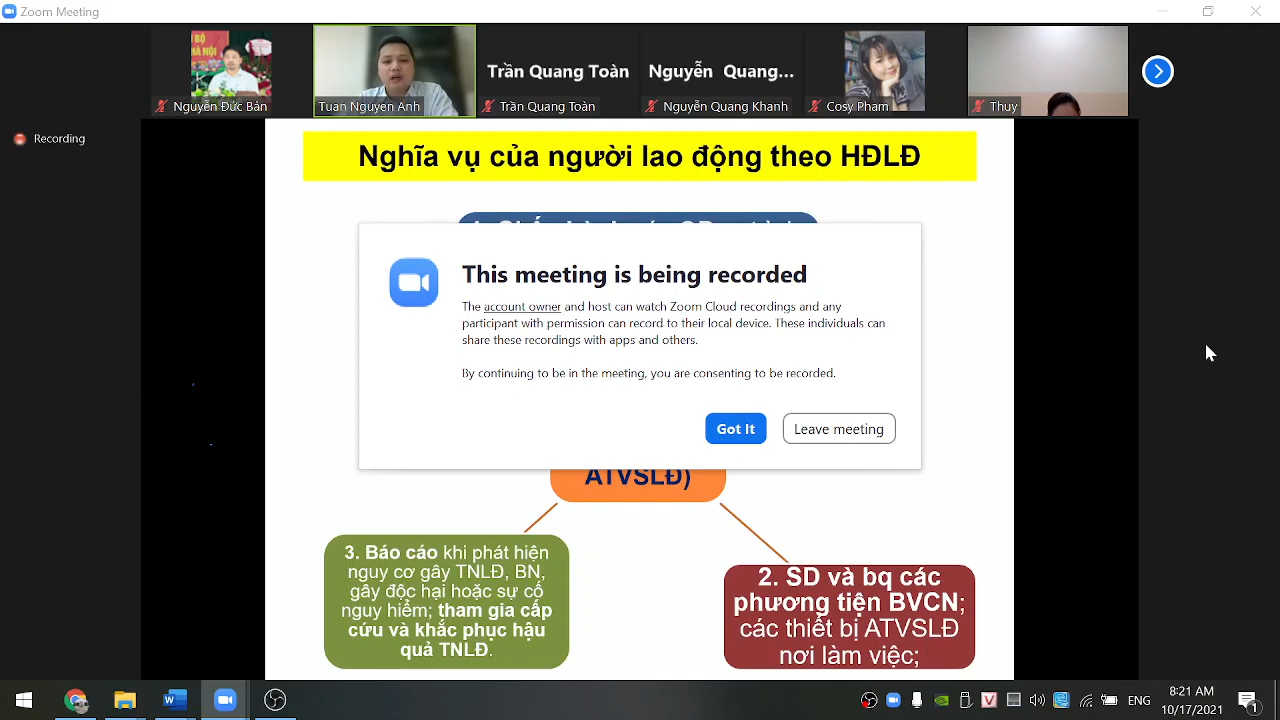 Zoom Meeting
Nguyễn Đức Bản
Tuan Nguyen Anh
Trần Quang Toàn
Trần Quang Toàn
Nguyễn Quang...
Nguyễn Quang Khanh
Cosy Pham
Thuy
Recording
Nghĩa vụ của người lao động theo HĐLĐ
This meeting is being recorded
The account owner and host can watch Zoom Cloud recordings and any
participant with permission can record to their local device. These individuals can
share these recordings with apps and others.
By continuing to be in the meeting, you are consenting to be recorded.
Got It
Leave meeting
ATVSLĐ)
3. Báo cáo khi phát hiện
nguy cơ gây TNLĐ, BN,
gây độc hại hoặc sự cố
nguy hiểm; tham gia cấp
cứu và khắc phục hậu
quả TNLĐ.
2. SD và bq các
phương tiện BVCN;
các thiết bị ATVSLĐ
nơi làm việc;
ENG
8:21 AM
10/17/2021